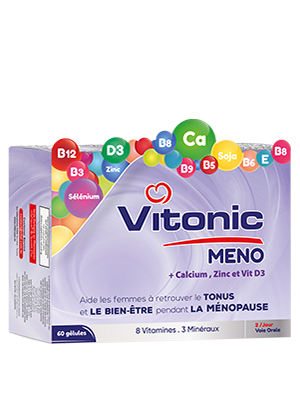 Ca
B12
D3
B8
Soja
B6
E
B8
B3
Zinc
B9
B5
Sélénium
Vitonic
MENO
+ Calcium , Zinc et Vit D3
Aide les femmes à retrouver le TONUS
et LE BIEN-ÊTRE pendant LA MÉNOPAUSE
60 gélules
8 Vitamines . 3 Minéraux
2 / Jour
Voie Orale